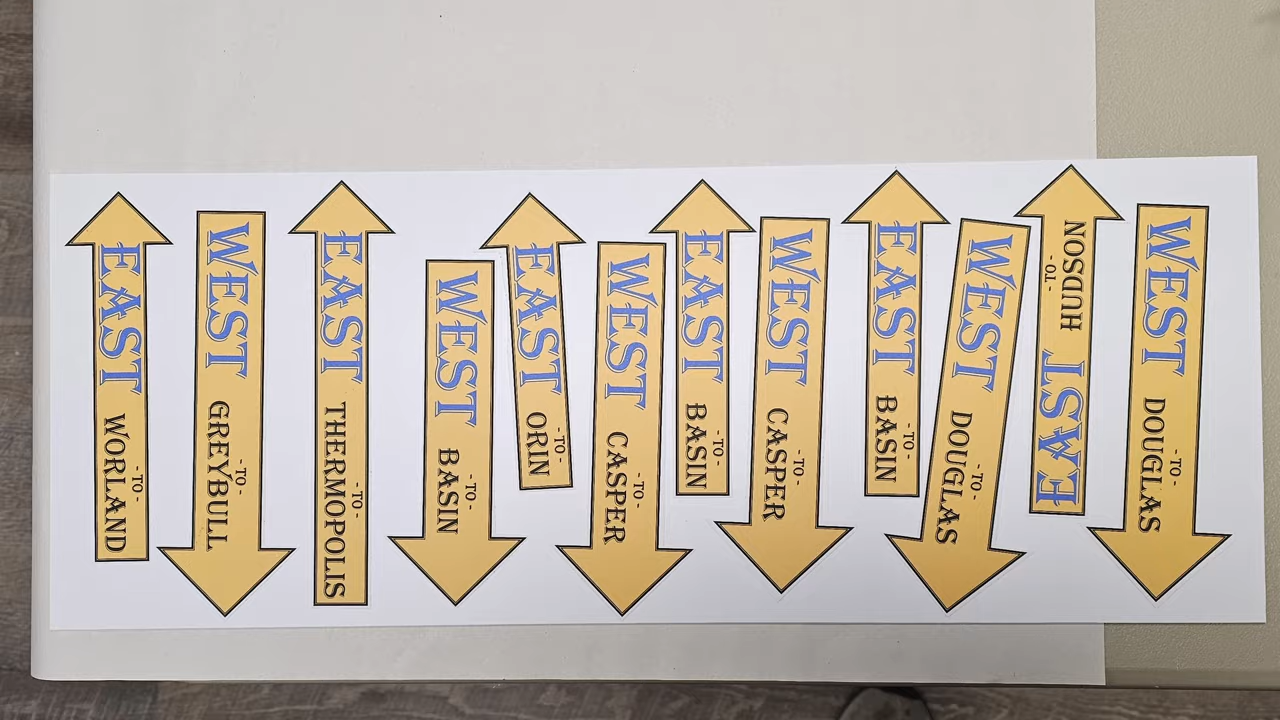 EAST
- TO -
WORLAND
WEST
- TO -
GREYBULL
EAST
- TO -
THERMOPOLIS
WEST
- TO -
BASIN
EAST
- TO -
ORIN
WEST
- TO -
CASPER
EAST
- TO -
BASIN
WEST
- TO -
CASPER
EAST
- TO -
BASIN
WEST
- TO -
DOUGLAS
EAST
- TO -
HUDSON
WEST
- TO -
DOUGLAS